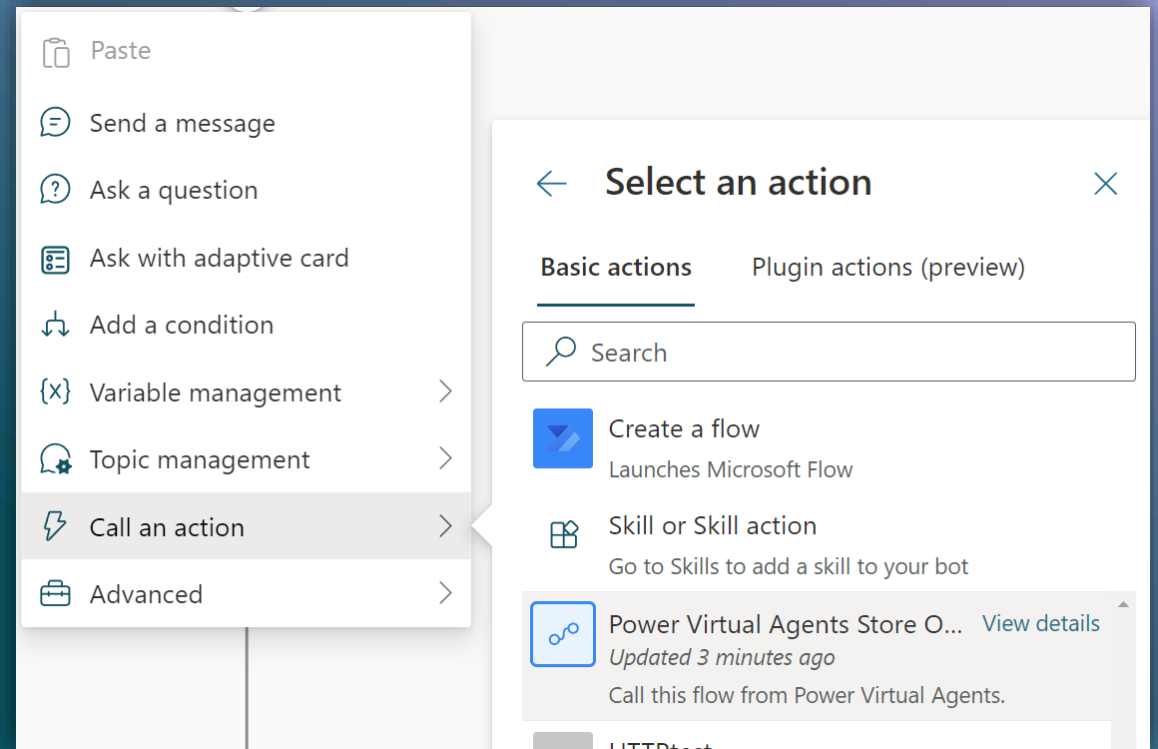 Paste
Send a message
Ask a question
Ask with adaptive card
Add a condition
Variable management
Topic management
Call an action
Advanced
Select an action
Basic actions
Plugin actions (preview)
Search
Create a flow
Launches Microsoft Flow
Skill or Skill action
Go to Skills to add a skill to your bot
Power Virtual Agents Store O... View details
Updated 3 minutes ago
Call this flow from Power Virtual Agents.
HTTPtest